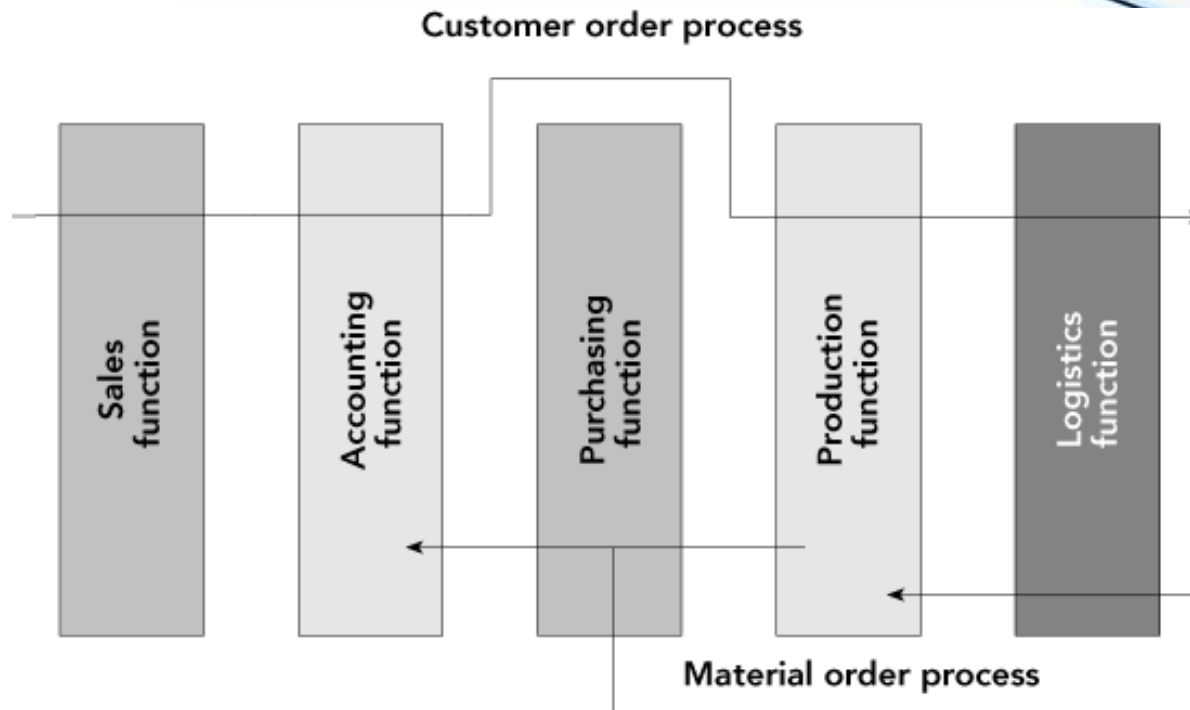 Customer order process
Sales
function
Accounting
function
Purchasing
function
Production
function
Logistics
function
Material order process